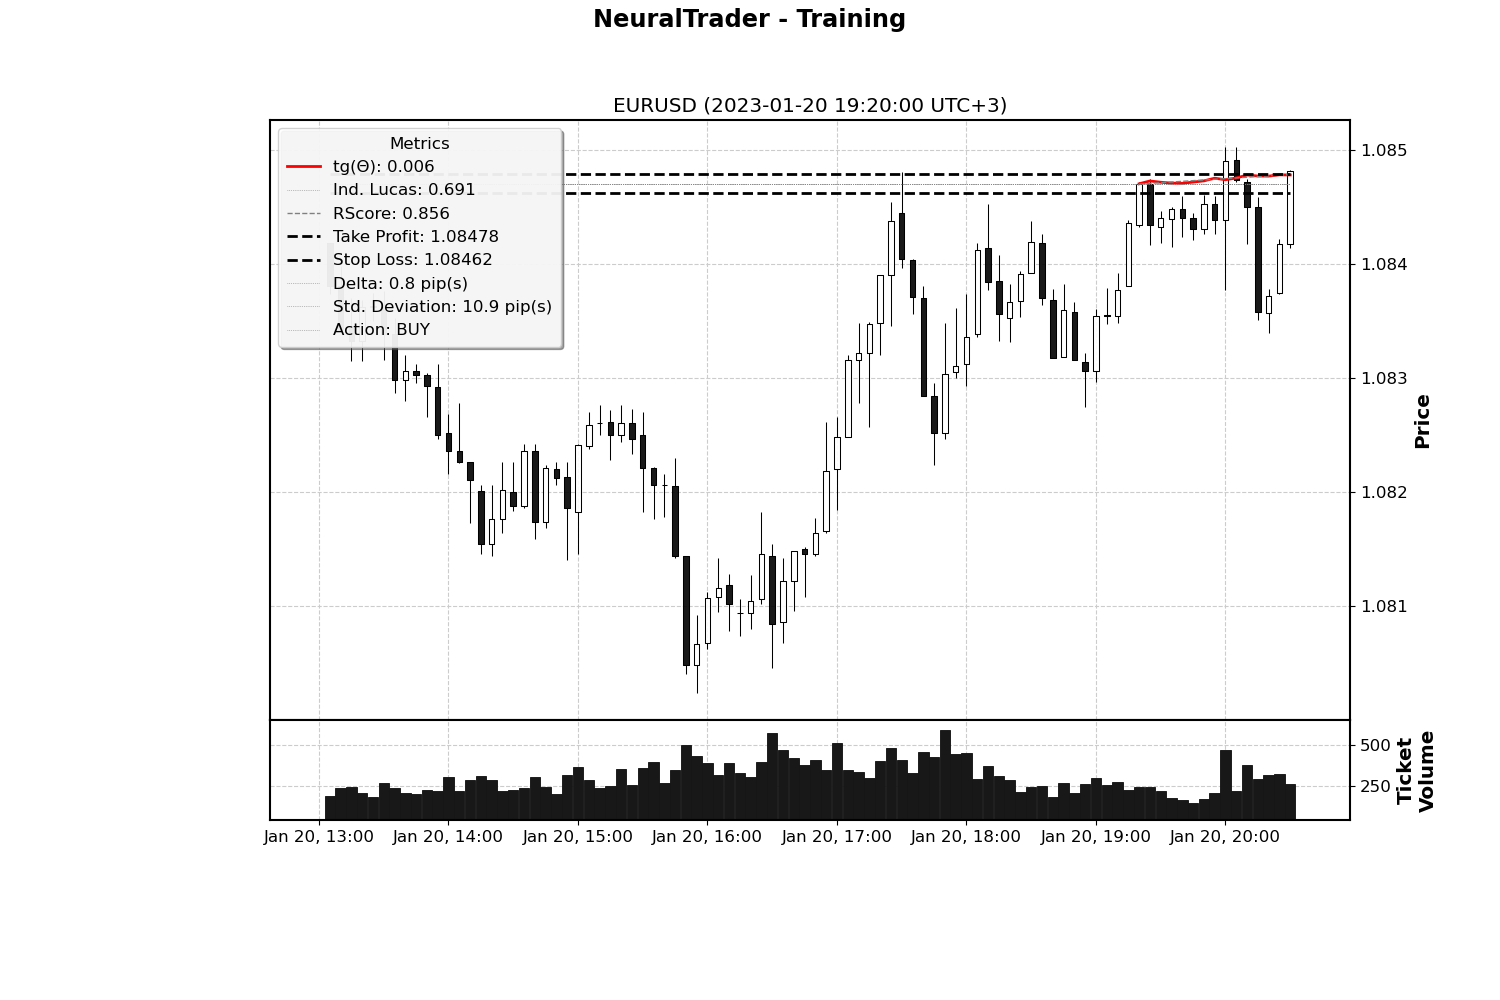 NeuralTrader - Training
EURUSD (2023-01-20 19:20:00 UTC+3)
Metrics
tg(Θ): 0.006
Ind. Lucas: 0.691
RScore: 0.856
Take Profit: 1.08478
Stop Loss: 1.08462
Delta: 0.8 pip(s)
Std. Deviation: 10.9 pip(s)
Action: BUY
1.085
1.084
1.083
1.082
1.081
Price
500
250
Ticket
Volume
Jan 20, 13:00
Jan 20, 14:00
Jan 20, 15:00
Jan 20, 16:00
Jan 20, 17:00
Jan 20, 18:00
Jan 20, 19:00
Jan 20, 20:00